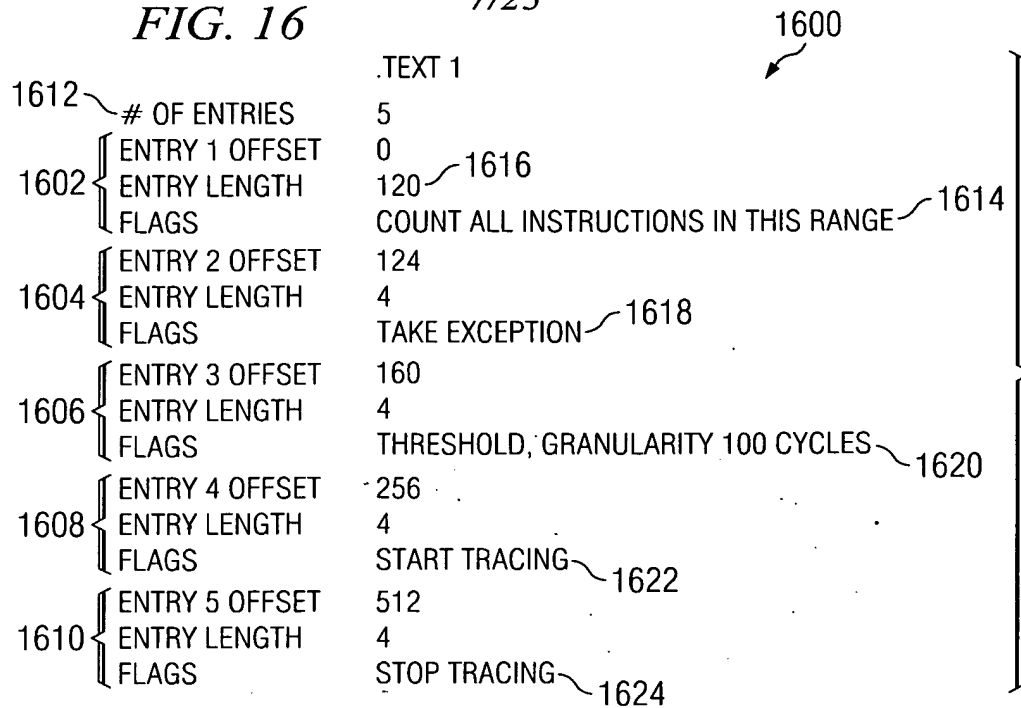 FIG. 16
1600
.TEXT 1
1612 # OF ENTRIES 5
ENTRY 1 OFFSET 0
1602 ENTRY LENGTH 120 1616
FLAGS COUNT ALL INSTRUCTIONS IN THIS RANGE 1614
ENTRY 2 OFFSET 124
1604 ENTRY LENGTH 4
FLAGS TAKE EXCEPTION 1618
ENTRY 3 OFFSET 160
1606 ENTRY LENGTH 4
FLAGS THRESHOLD, GRANULARITY 100 CYCLES 1620
ENTRY 4 OFFSET 256
1608 ENTRY LENGTH 4
FLAGS START TRACING 1622
ENTRY 5 OFFSET 512
1610 ENTRY LENGTH 4
FLAGS STOP TRACING 1624